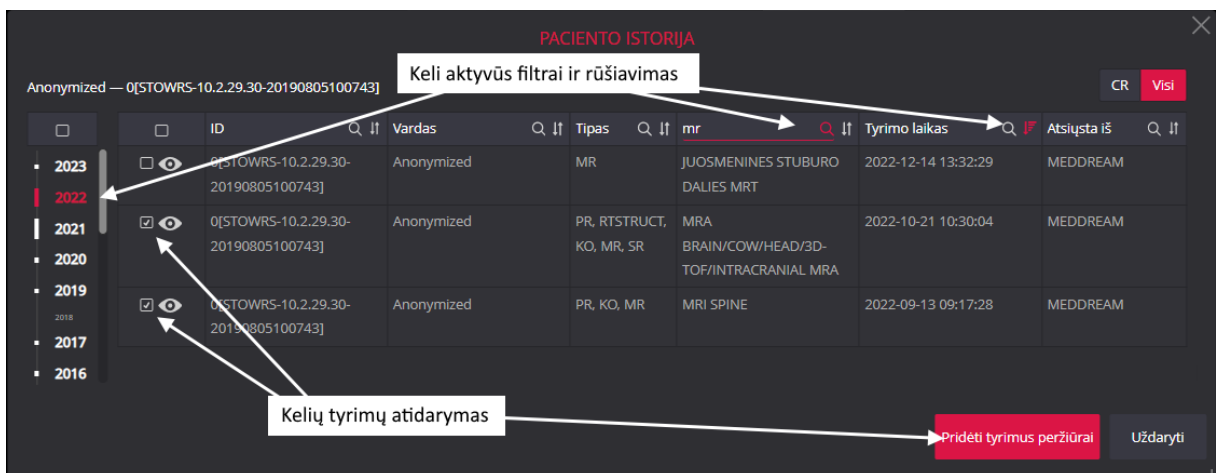 PACIENTO ISTORIJA
Keli aktyvūs filtrai ir rūšiavimas
Anonymized — 0[STOWRS-10.2.29.30-20190805100743]
CR Visi
ID Vardas Tipas mr Tyrimo laikas Atsiųsta iš
2023
2022
2021
2020
2019
2018
2017
2016
0[STOWRS-10.2.29.30-
20190805100743]
Anonymized
MR
JUOSMENINES STUBURO
DALIES MRT
2022-12-14 13:32:29
MEDDREAM
0[STOWRS-10.2.29.30-
20190805100743]
Anonymized
PR, RTSTRUCT,
KO, MR, SR
MRA
BRAIN/COW/HEAD/3D-
TOF/INTRACRANIAL MRA
2022-10-21 10:30:04
MEDDREAM
0[STOWRS-10.2.29.30-
20190805100743]
Anonymized
PR, KO, MR
MRI SPINE
2022-09-13 09:17:28
MEDDREAM
Kelių tyrimų atidarymas
Pridėti tyrimus peržiūrai
Uždaryti